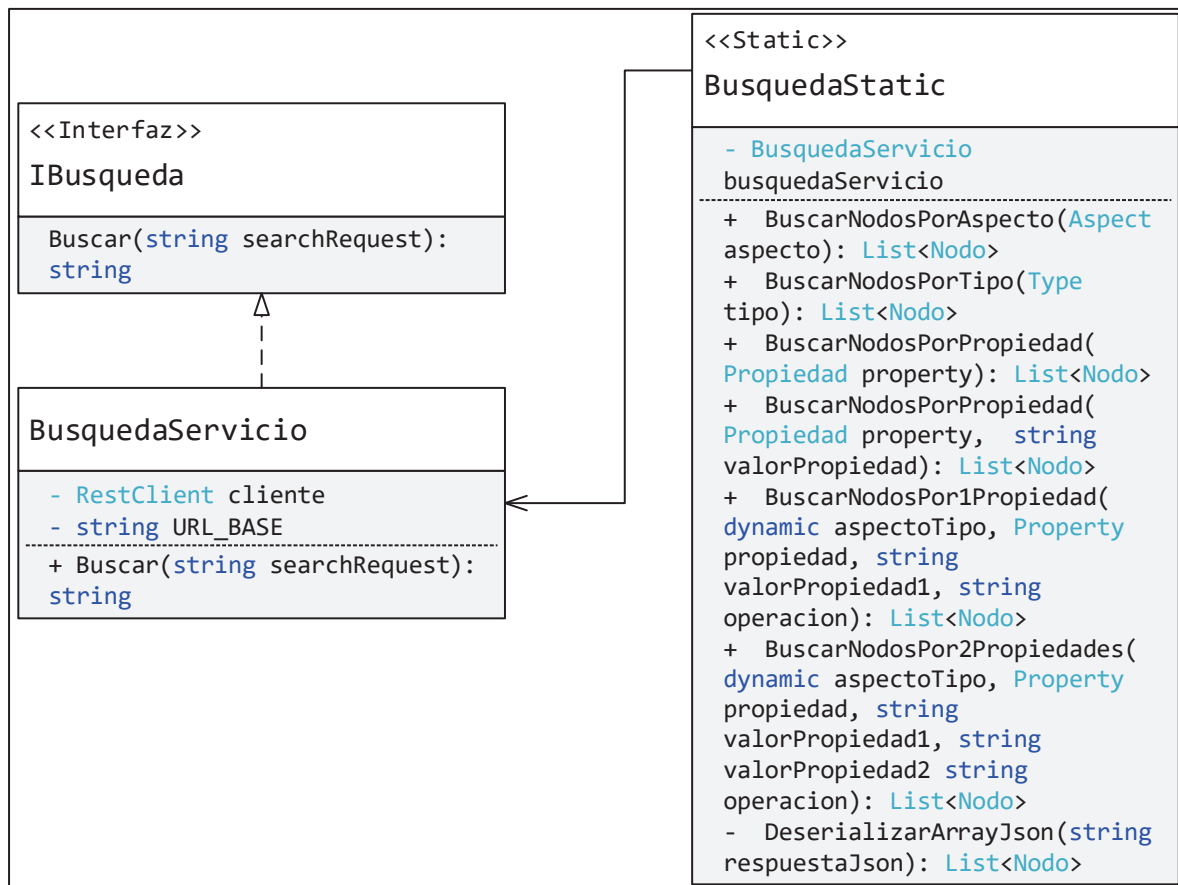 <<Interfaz>>
IBusqueda
Buscar(string searchRequest):
string
BusquedaServicio
- RestClient cliente
- string URL_BASE
+ Buscar(string searchRequest):
string
<<Static>>
BusquedaStatic
- BusquedaServicio
busquedaServicio
+ BuscarNodosPorAspecto(Aspect
aspecto): List<Nodo>
+ BuscarNodosPorTipo(Type
tipo): List<Nodo>
+ BuscarNodosPorPropiedad(
Propiedad property): List<Nodo>
+ BuscarNodosPorPropiedad(
Propiedad property, string
valorPropiedad): List<Nodo>
+ BuscarNodosPor1Propiedad(
dynamic aspectoTipo, Property
propiedad, string
valorPropiedad1, string
operacion): List<Nodo>
+ BuscarNodosPor2Propiedades(
dynamic aspectoTipo, Property
propiedad, string
valorPropiedad1, string
valorPropiedad2 string
operacion): List<Nodo>
- DeserializarArrayJson(string
respuestaJson): List<Nodo>